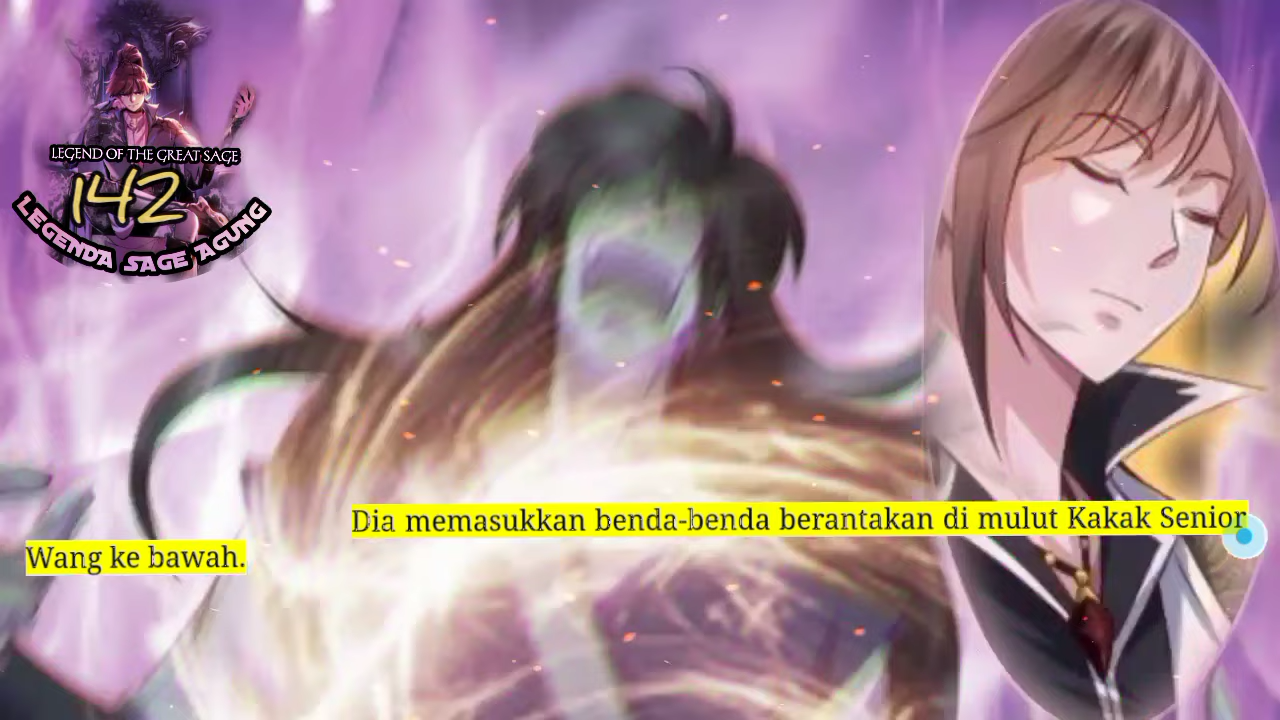 LEGEND OF THE GREAT SAGE
142
LEGENDA SAGE AGUNG
Dia memasukkan benda-benda berantakan di mulut Kakak Senior
Wang ke bawah.